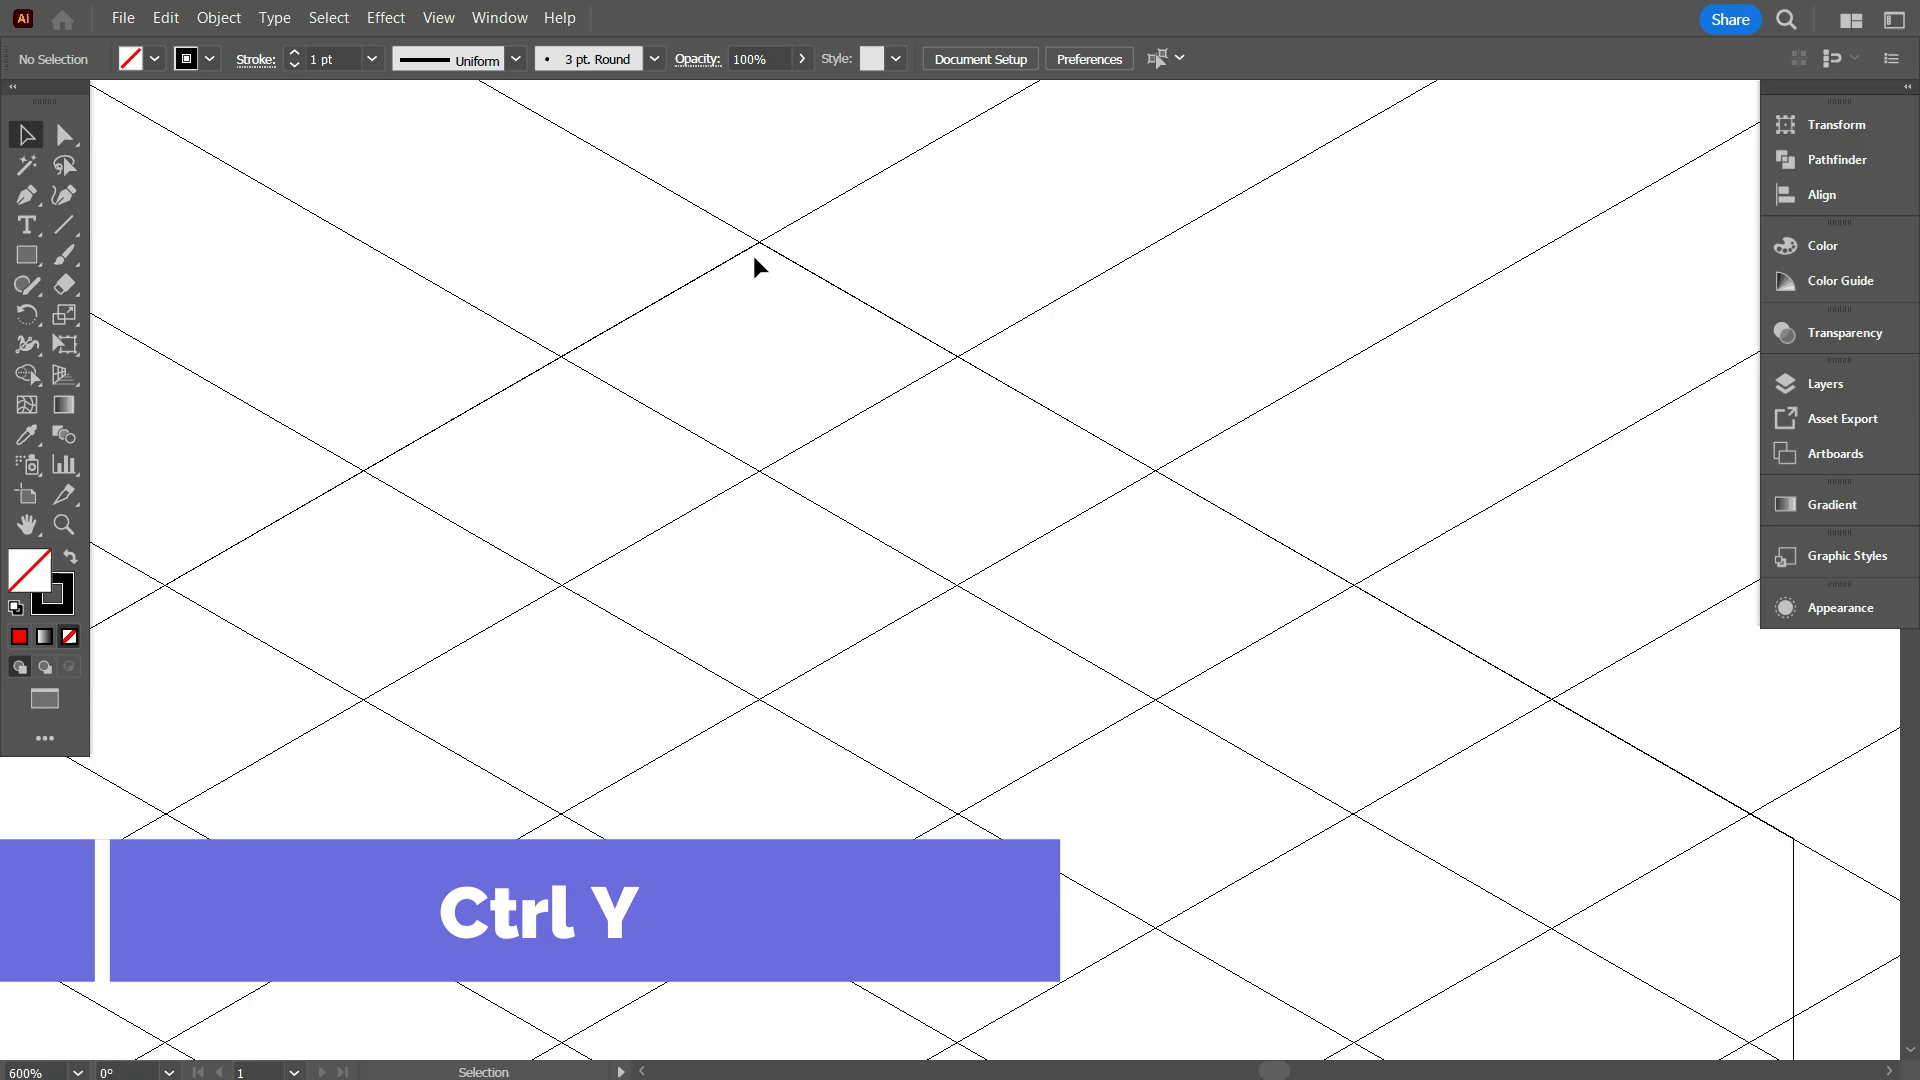 Ai File Edit Object Type Select Effect View Window Help Share
No Selection Stroke: 1 pt Uniform 3 pt. Round Opacity: 100% Style: Document Setup Preferences
Transform
Pathfinder
Align
Color
Color Guide
Transparency
Layers
Asset Export
Artboards
Gradient
Graphic Styles
Appearance
Ctrl Y
600% 0° 1 Selection